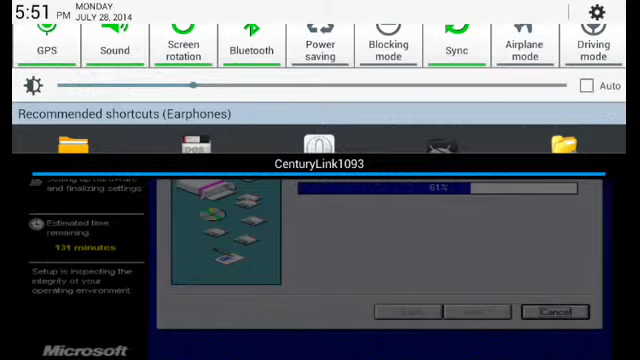 5:51 PM MONDAY
JULY 28, 2014
GPS
Sound
Screen
rotation
Bluetooth
Power
saving
Blocking
mode
Sync
Airplane
mode
Driving
mode
Auto
Recommended shortcuts (Earphones)
DOS
CenturyLink1093
and finalizing settings
61%
Estimated time
remaining:
131 minutes
Setup is inspecting the
integrity of your
operating environment.
Cancel
Microsoft